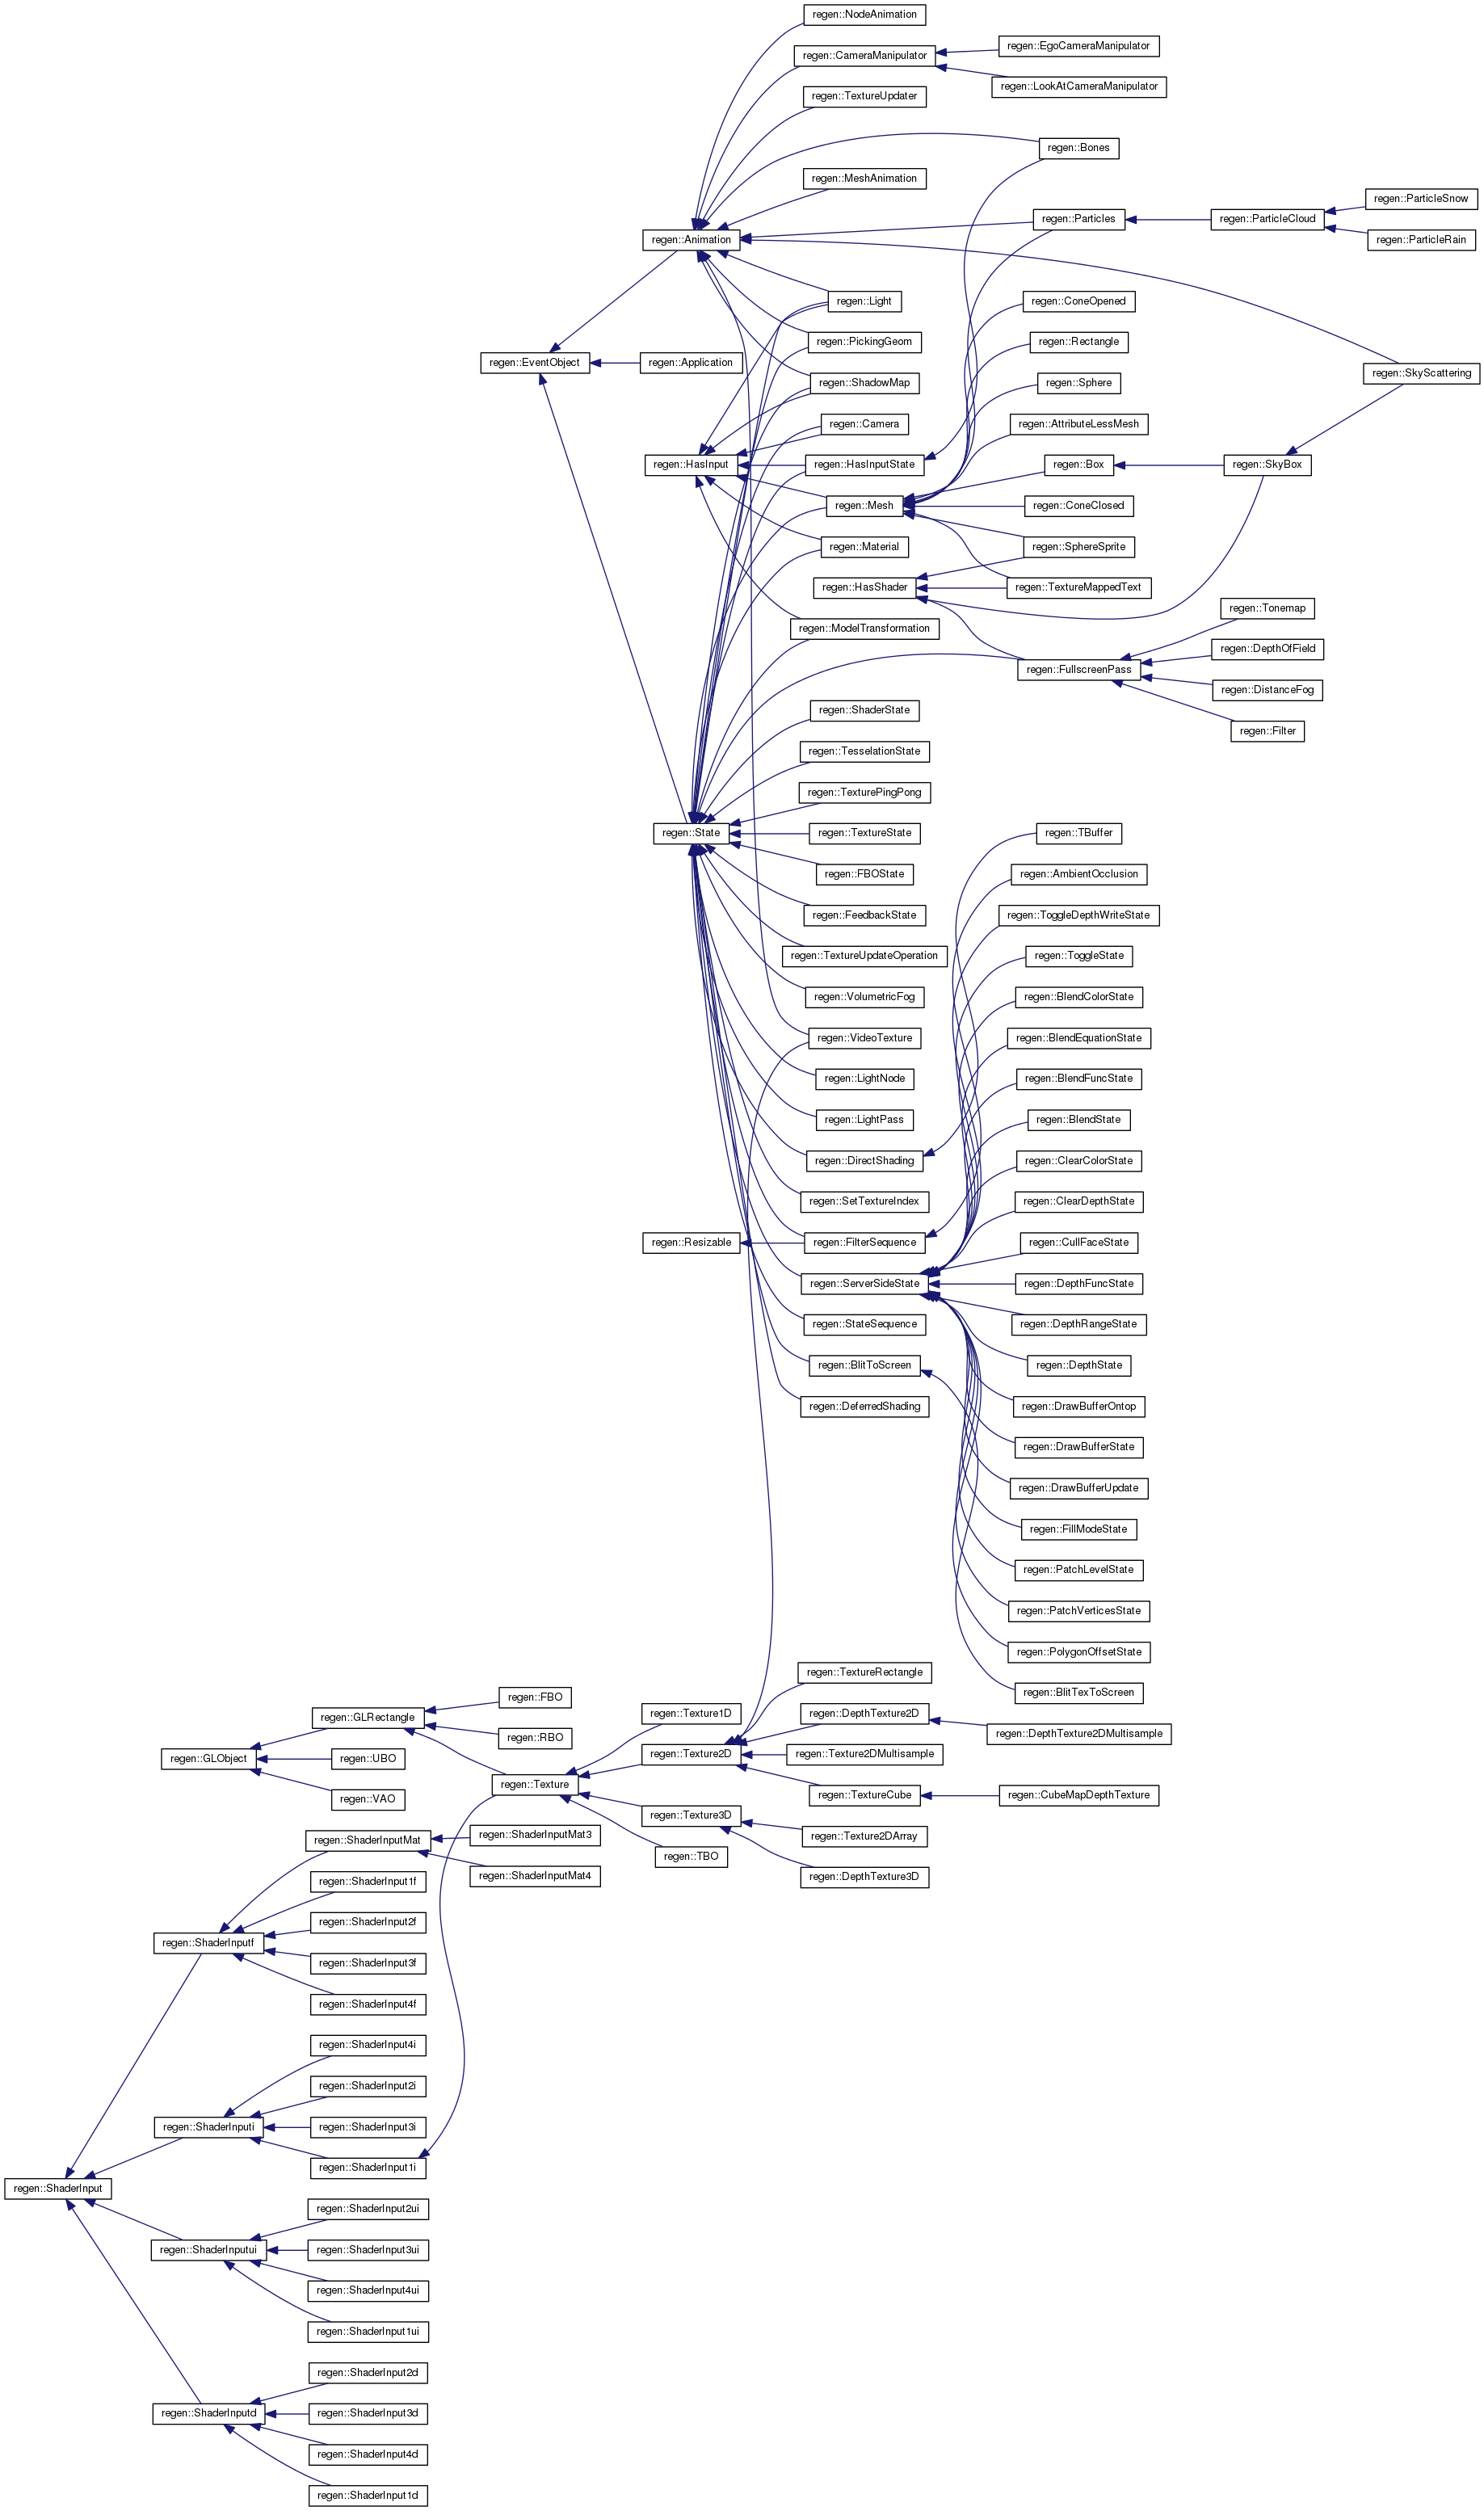 regen::NodeAnimation
regen::CameraManipulator
regen::EgoCameraManipulator
regen::LookAtCameraManipulator
regen::TextureUpdater
regen::Bones
regen::MeshAnimation
regen::ParticleSnow
regen::Particles
regen::ParticleCloud
regen::Animation
regen::ParticleRain
regen::Light
regen::ConeOpened
regen::PickingGeom
regen::Rectangle
regen::EventObject
regen::Application
regen::ShadowMap
regen::Sphere
regen::SkyScattering
regen::Camera
regen::AttributeLessMesh
regen::HasInput
regen::HasInputState
regen::Box
regen::SkyBox
regen::Mesh
regen::ConeClosed
regen::Material
regen::SphereSprite
regen::HasShader
regen::TextureMappedText
regen::Tonemap
regen::ModelTransformation
regen::DepthOfField
regen::FullscreenPass
regen::DistanceFog
regen::ShaderState
regen::Filter
regen::TesselationState
regen::TexturePingPong
regen::State
regen::TextureState
regen::TBuffer
regen::FBOState
regen::AmbientOcclusion
regen::FeedbackState
regen::ToggleDepthWriteState
regen::TextureUpdateOperation
regen::ToggleState
regen::VolumetricFog
regen::BlendColorState
regen::VideoTexture
regen::BlendEquationState
regen::LightNode
regen::BlendFuncState
regen::LightPass
regen::BlendState
regen::DirectShading
regen::ClearColorState
regen::SetTextureIndex
regen::ClearDepthState
regen::Resizable
regen::FilterSequence
regen::CullFaceState
regen::ServerSideState
regen::DepthFuncState
regen::StateSequence
regen::DepthRangeState
regen::BlitToScreen
regen::DepthState
regen::DeferredShading
regen::DrawBufferOntop
regen::DrawBufferState
regen::DrawBufferUpdate
regen::FillModeState
regen::PatchLevelState
regen::PatchVerticesState
regen::PolygonOffsetState
regen::TextureRectangle
regen::BlitTexToScreen
regen::FBO
regen::GLRectangle
regen::Texture1D
regen::DepthTexture2D
regen::RBO
regen::DepthTexture2DMultisample
regen::GLObject
regen::UBO
regen::Texture2D
regen::Texture2DMultisample
regen::Texture
regen::VAO
regen::TextureCube
regen::CubeMapDepthTexture
regen::Texture3D
regen::ShaderInputMat
regen::ShaderInputMat3
regen::Texture2DArray
regen::TBO
regen::ShaderInputMat4
regen::DepthTexture3D
regen::ShaderInput1f
regen::ShaderInput2f
regen::ShaderInputf
regen::ShaderInput3f
regen::ShaderInput4f
regen::ShaderInput4i
regen::ShaderInput2i
regen::ShaderInputi
regen::ShaderInput3i
regen::ShaderInput1i
regen::ShaderInput
regen::ShaderInput2ui
regen::ShaderInputui
regen::ShaderInput3ui
regen::ShaderInput4ui
regen::ShaderInput1ui
regen::ShaderInput2d
regen::ShaderInputd
regen::ShaderInput3d
regen::ShaderInput4d
regen::ShaderInput1d